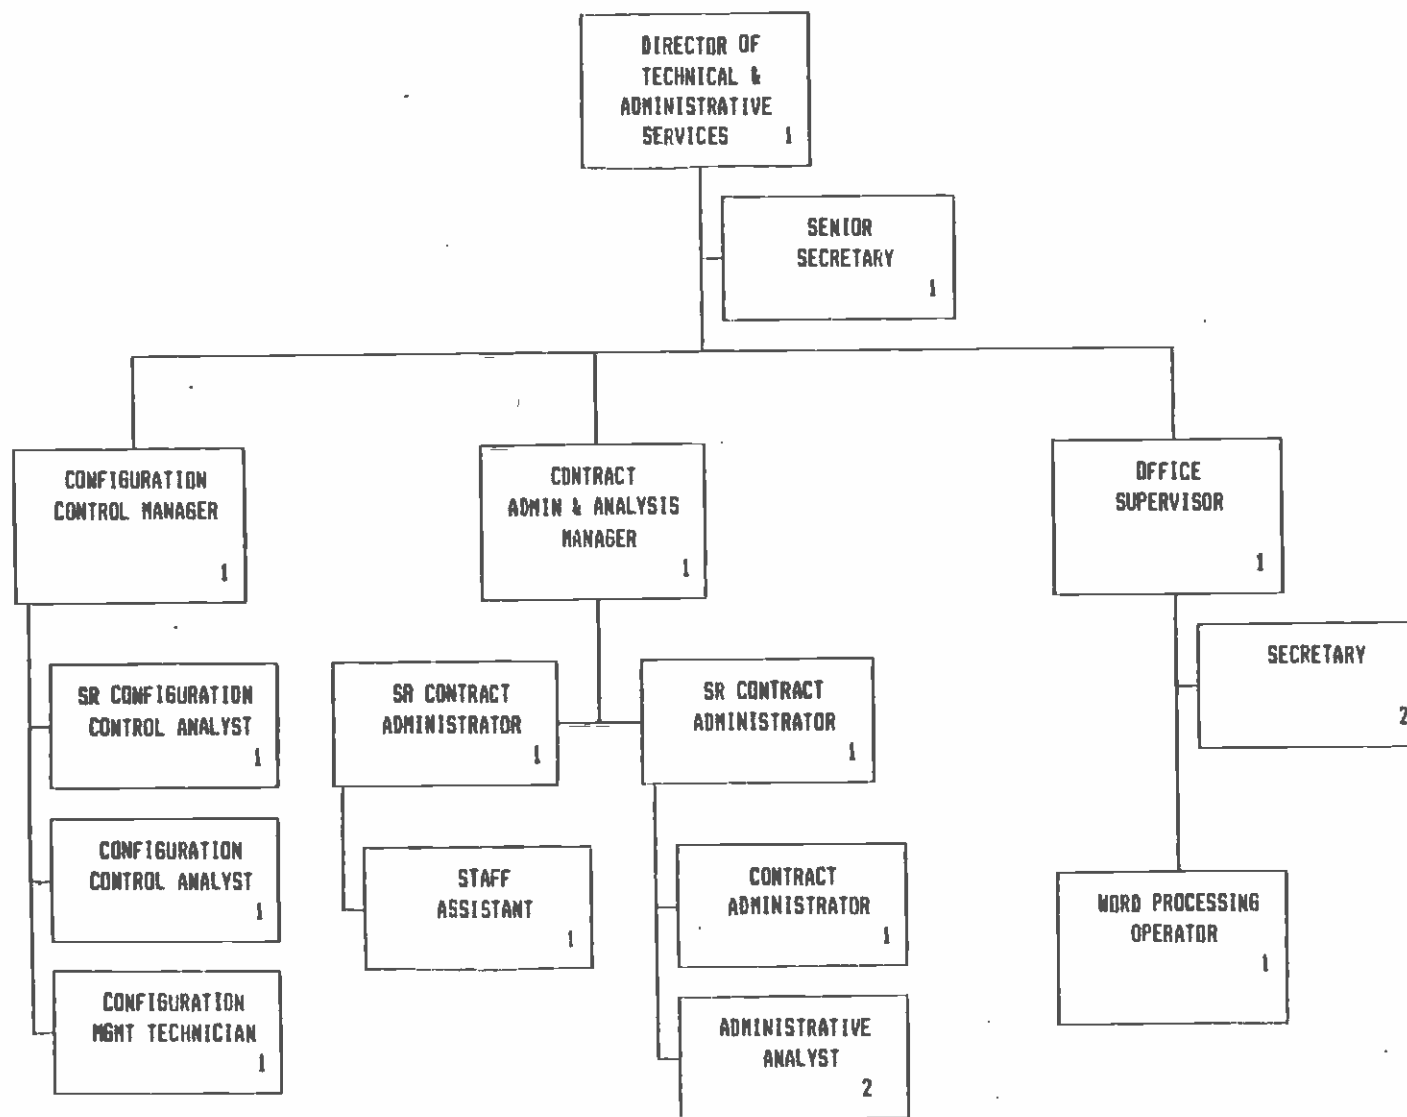 DIRECTOR OF
TECHNICAL &
ADMINISTRATIVE
SERVICES 1
SENIOR
SECRETARY
1
CONFIGURATION
CONTROL MANAGER
1
CONTRACT
ADMIN & ANALYSIS
MANAGER
1
OFFICE
SUPERVISOR
1
SR CONFIGURATION
CONTROL ANALYST
1
SR CONTRACT
ADMINISTRATOR
1
SR CONTRACT
ADMINISTRATOR
1
SECRETARY
2
CONFIGURATION
CONTROL ANALYST
1
STAFF
ASSISTANT
1
CONTRACT
ADMINISTRATOR
1
WORD PROCESSING
OPERATOR
1
CONFIGURATION
MGMT TECHNICIAN
1
ADMINISTRATIVE
ANALYST
2